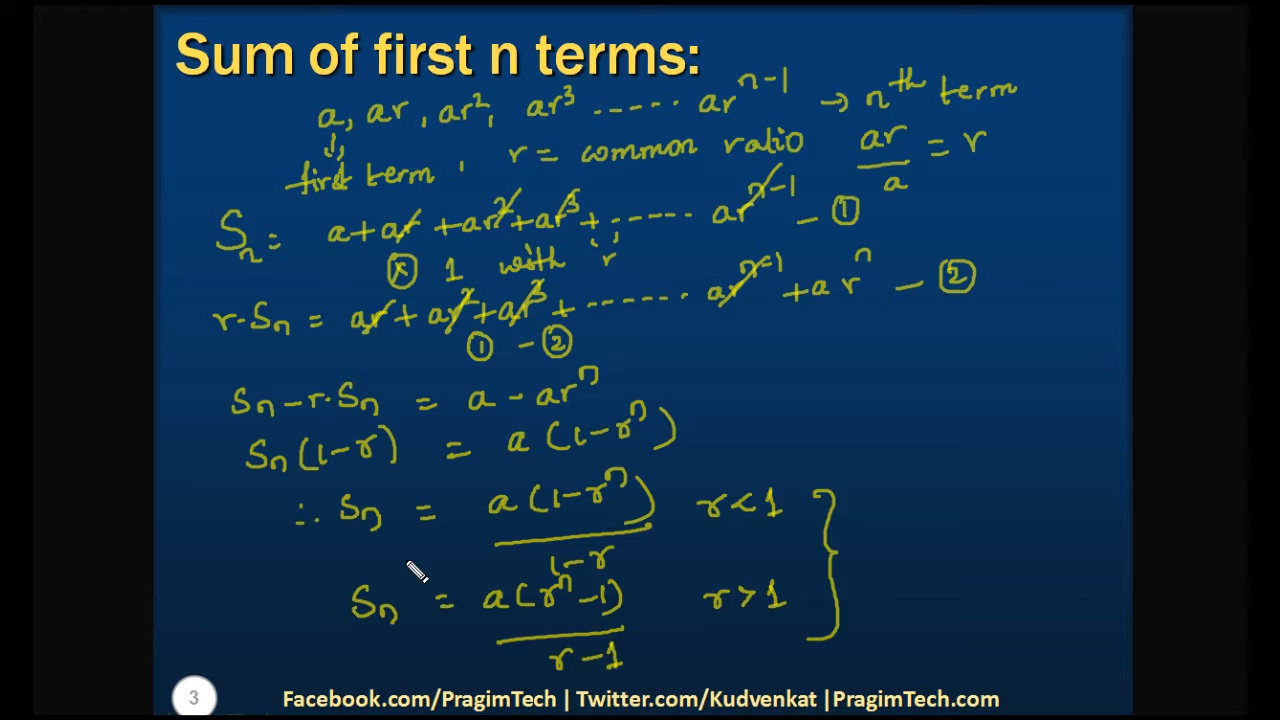 Sum of first n terms:
a, ar, ar², ar³ ...... arⁿ⁻¹ → nᵗʰ term
↓
first term , r = common ratio ar/a = r
Sₙ = a + ar + ar² + ar³ + ...... arⁿ⁻¹ - ①
ⓧ 1 with 'r'
r·Sₙ = ar + ar² + ar³ + ....... arⁿ⁻¹ + arⁿ - ②
① - ②
Sₙ - r·Sₙ = a - arⁿ
Sₙ(1-r) = a(1-rⁿ)
∴ Sₙ = a(1-rⁿ)/1-r r<1
Sₙ = a(rⁿ-1)/r-1 r>1
3 Facebook.com/PragimTech | Twitter.com/Kudvenkat |PragimTech.com